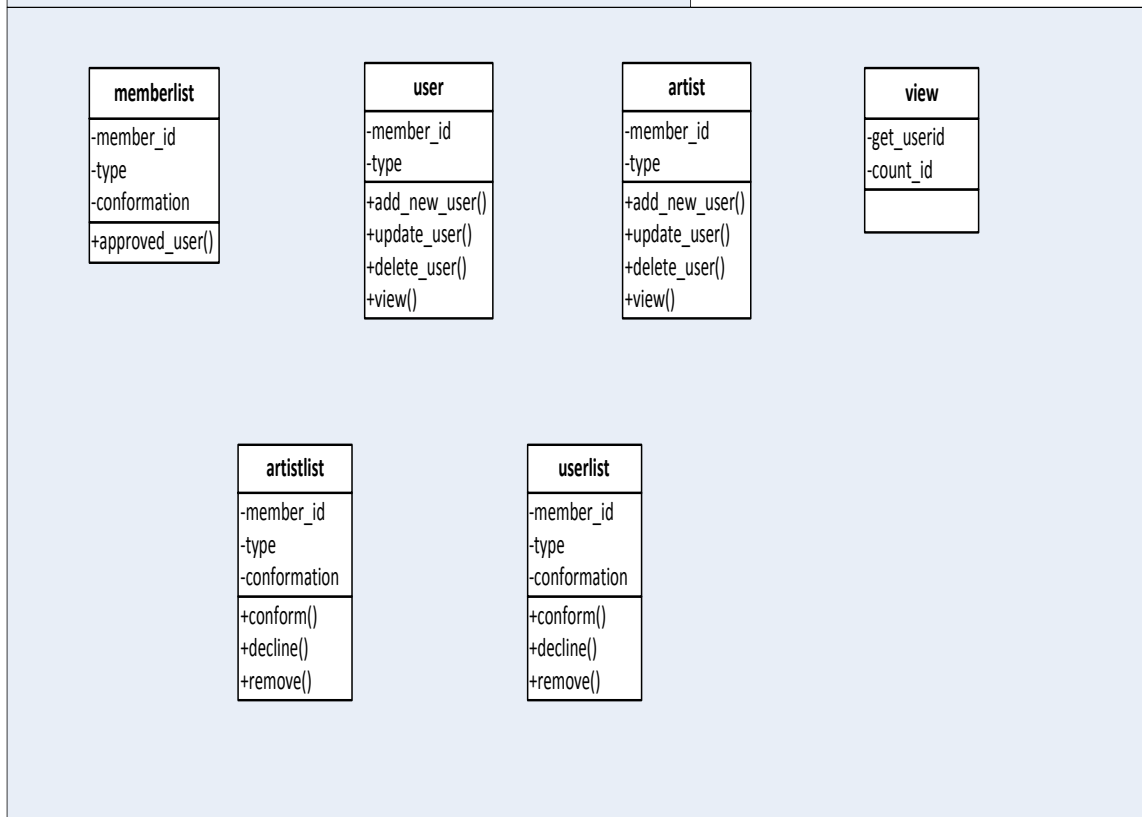 memberlist
-member_id
-type
-conformation
+approved_user()
user
-member_id
-type
+add_new_user()
+update_user()
+delete_user()
+view()
artist
-member_id
-type
+add_new_user()
+update_user()
+delete_user()
+view()
view
-get_userid
-count_id
artistlist
-member_id
-type
-conformation
+conform()
+decline()
+remove()
userlist
-member_id
-type
-conformation
+conform()
+decline()
+remove()